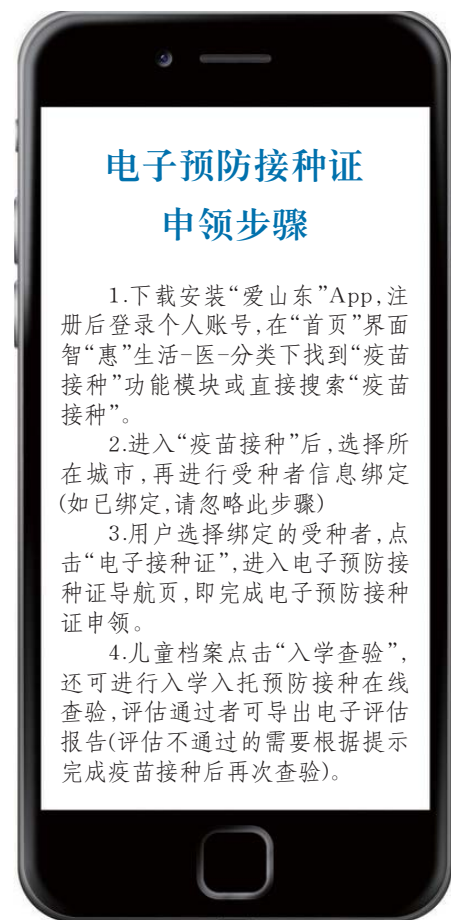 电子预防接种证
申领步骤
1.下载安装“爱山东”App,注
册后登录个人账号,在“首页”界面
智“惠”生活-医-分类下找到“疫苗
接种”功能模块或直接搜索“疫苗
接种”。
2.进入“疫苗接种”后,选择所
在城市,再进行受种者信息绑定
(如已绑定,请忽略此步骤)
3.用户选择绑定的受种者,点
击“电子接种证”,进入电子预防接
种证导航页,即完成电子预防接种
证申领。
4.儿童档案点击“入学查验”,
还可进行入学入托预防接种在线
查验,评估通过者可导出电子评估
报告(评估不通过的需要根据提示
完成疫苗接种后再次查验)。